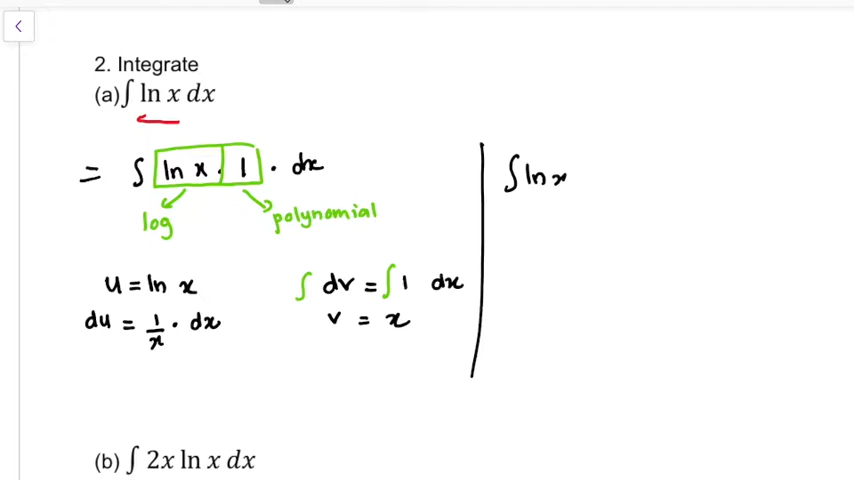 2. Integrate
(a) ∫ ln x dx
= ∫ ln x · 1 · dx
log polynomial
u = ln x ∫ dv = ∫ 1 dx
du = 1/x · dx v = x
∫ ln x
(b) ∫ 2x ln x dx